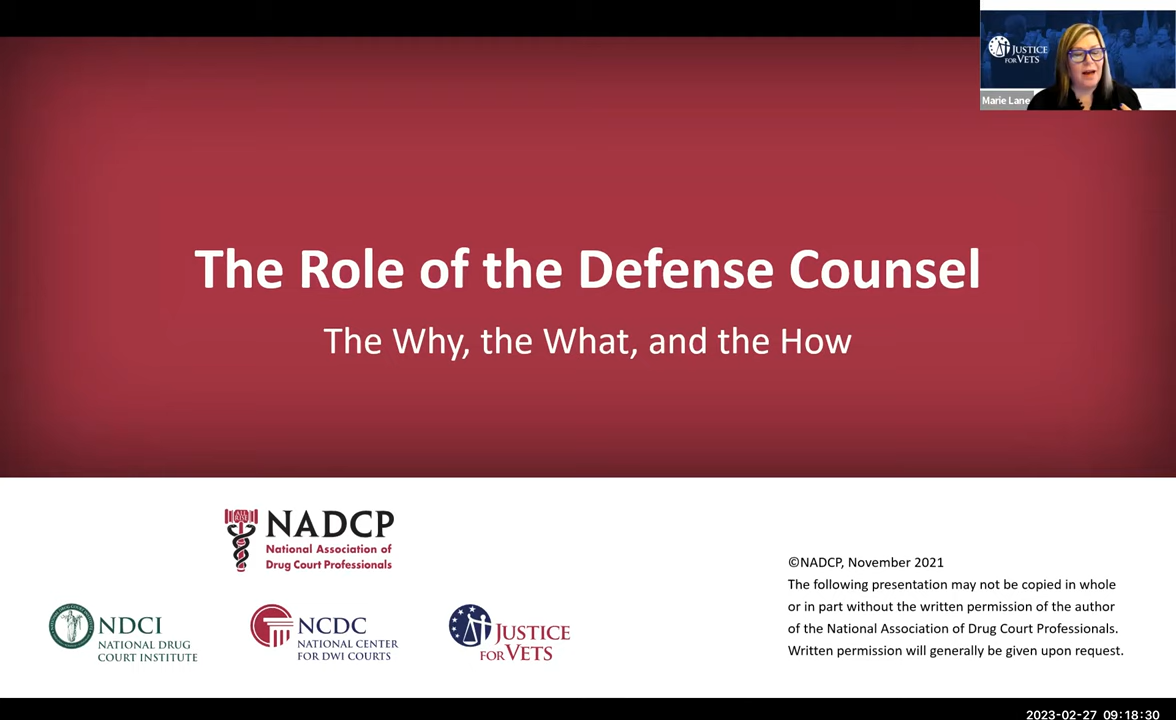 JUSTICE
FOR VETS
Marie Lane
The Role of the Defense Counsel
The Why, the What, and the How
NADCP
National Association of
Drug Court Professionals
NDCI
NATIONAL DRUG
COURT INSTITUTE
NCDC
NATIONAL CENTER
FOR DWI COURTS
JUSTICE
FOR VETS
©NADCP, November 2021
The following presentation may not be copied in whole
or in part without the written permission of the author
of the National Association of Drug Court Professionals.
Written permission will generally be given upon request.
2023-02-27 09:18:30